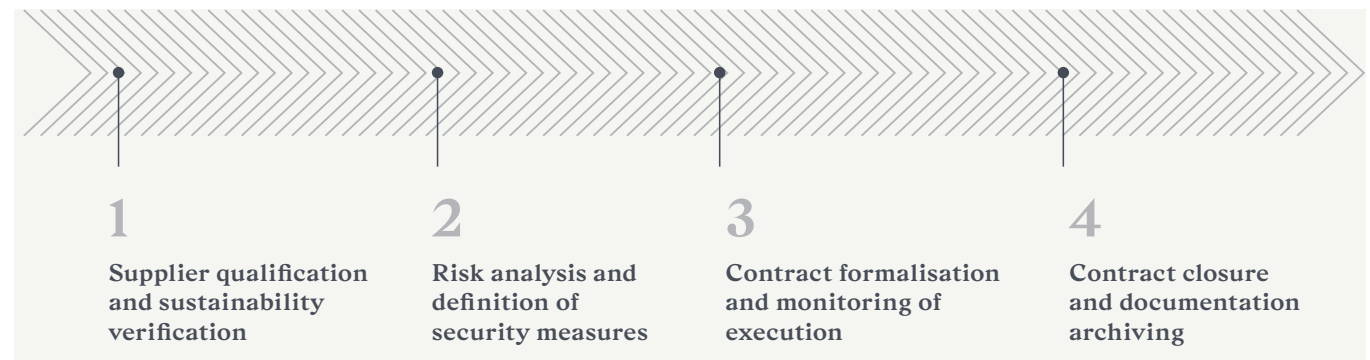 1
Supplier qualification
and sustainability
verification
2
Risk analysis and
definition of
security measures
3
Contract formalisation
and monitoring of
execution
4
Contract closure
and documentation
archiving